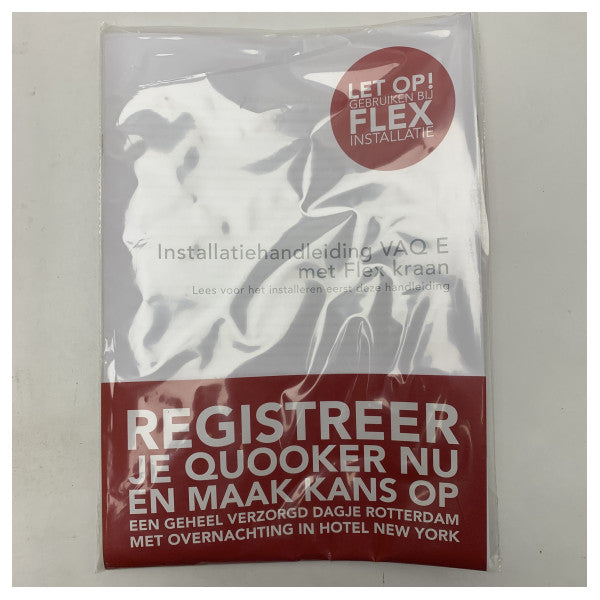 LET OP!
GEBRUIKEN BIJ
FLEX
INSTALLATIE
Installatiehandleiding VAQ E
met Flex kraan
Lees voor het installeren eerst deze handleiding
REGISTREER
JE QUOOKER NU
EN MAAK KANS OP
EEN GEHEEL VERZORGD DAGJE ROTTERDAM
MET OVERNACHTING IN HOTEL NEW YORK